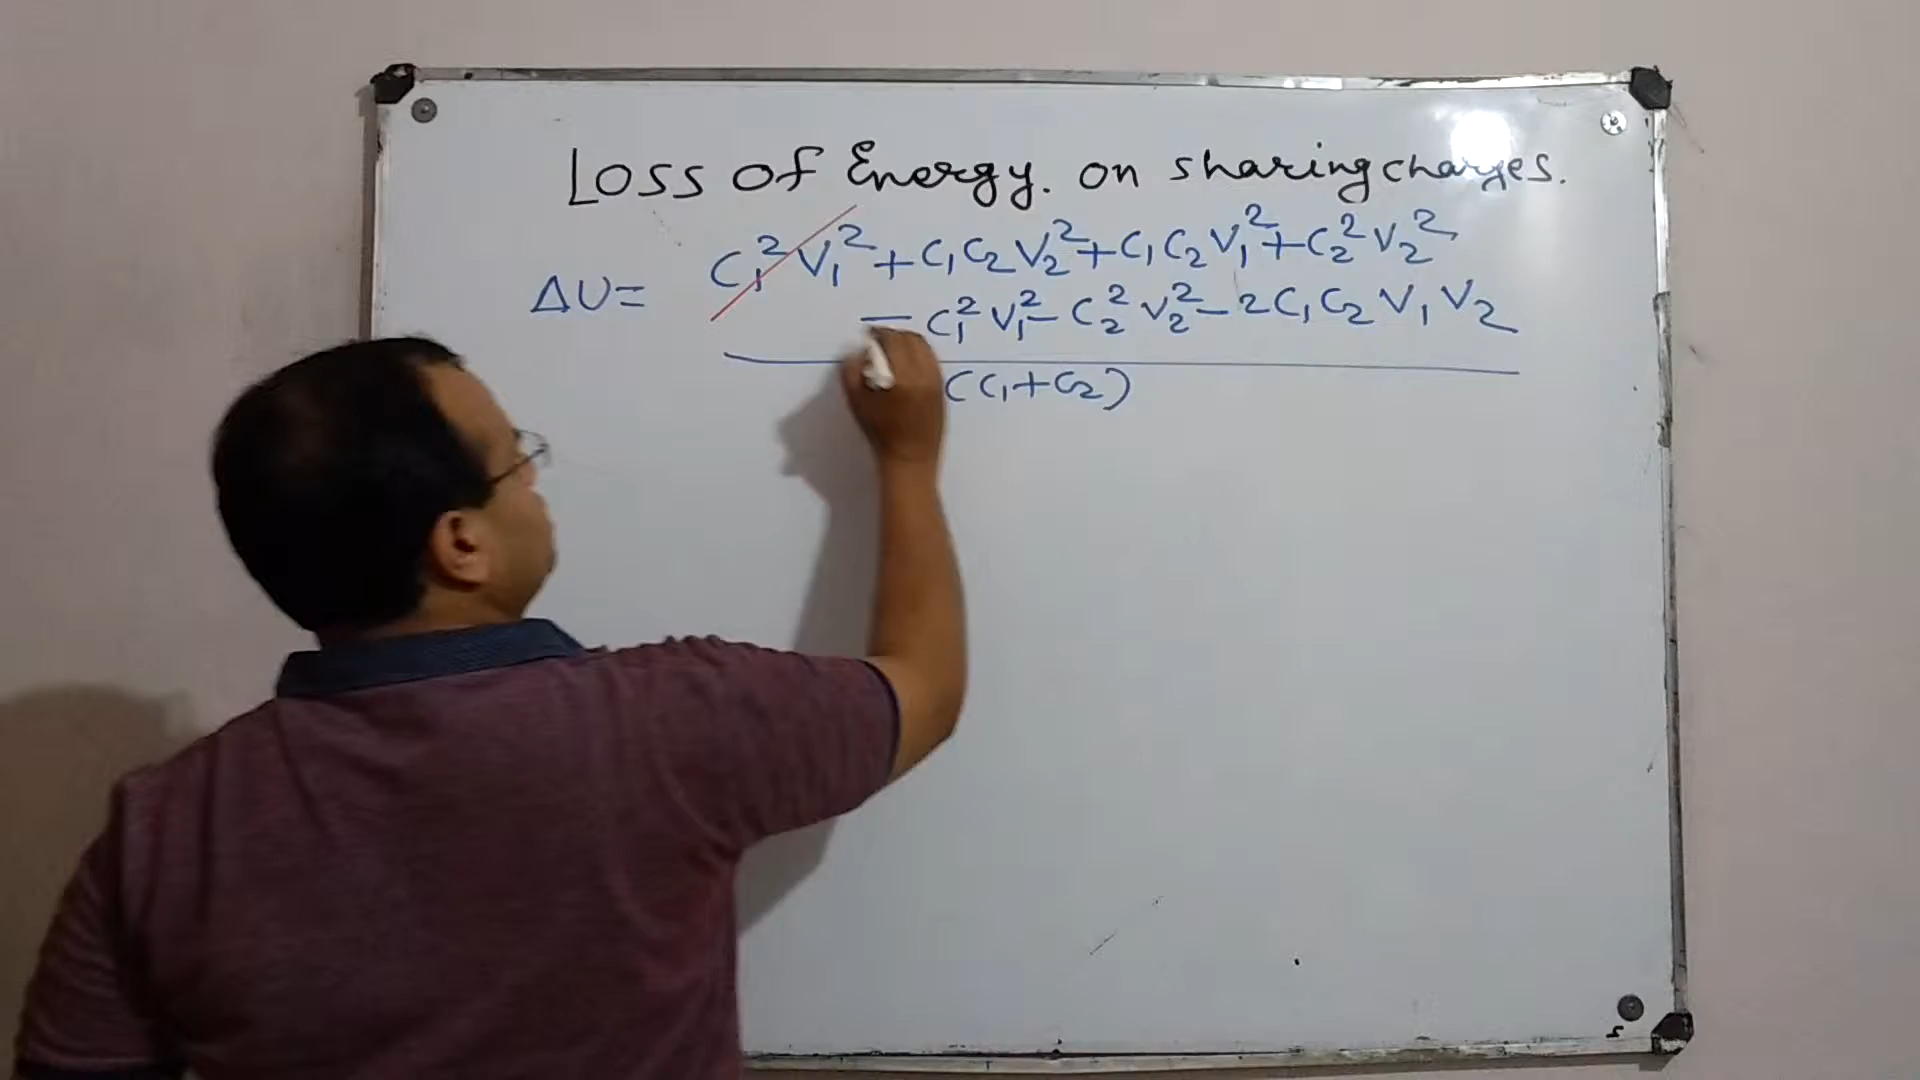 Loss of Energy. on sharing charges.
C₁²V₁² + C₁C₂V₂² + C₁C₂V₁² + C₂²V₂²
ΔU =
– C₁²V₁² – C₂²V₂² – 2C₁C₂V₁V₂
(C₁+C₂)